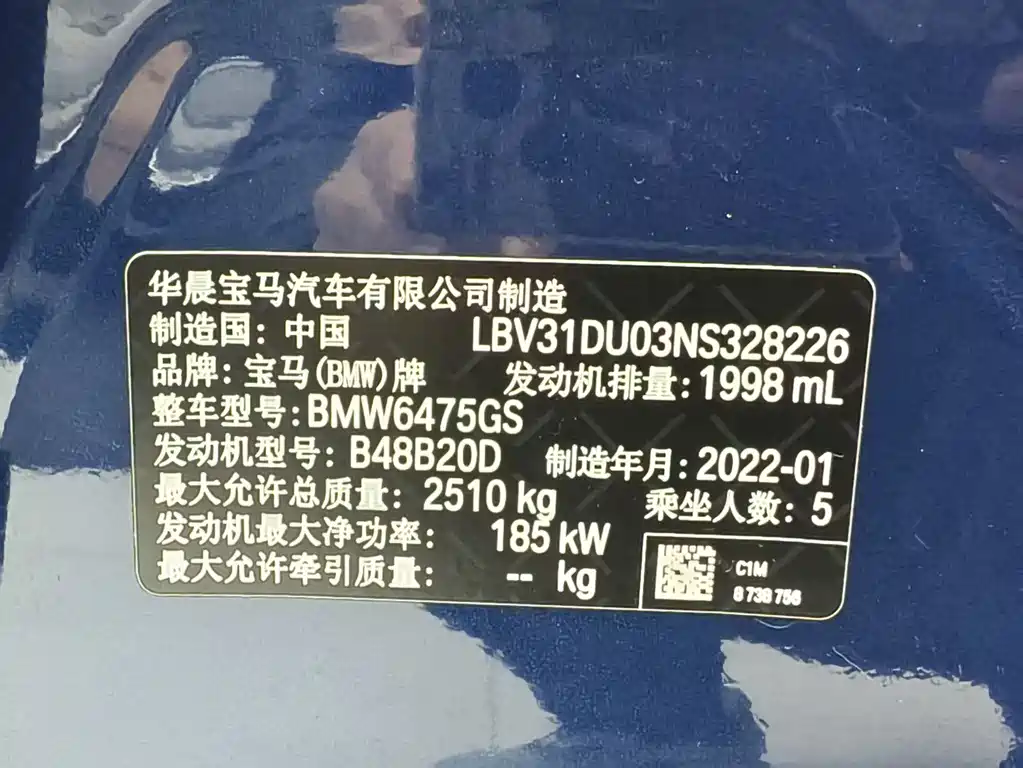 华晨宝马汽车有限公司制造
制造国：中国 LBV31DU03NS328226
品牌：宝马(BMW)牌 发动机排量：1998 mL
整车型号：BMW6475GS
发动机型号：B48B20D 制造年月：2022-01
最大允许总质量：2510 kg 乘坐人数：5
发动机最大净功率：185 kW
最大允许牵引质量：-- kg
C1M
8 738 756